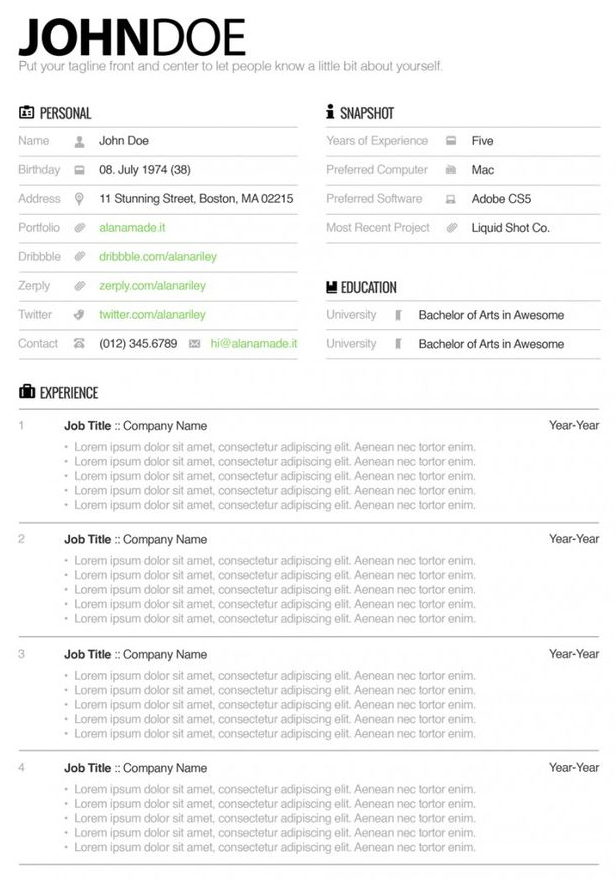 JOHNDOE
Put your tagline front and center to let people know a little bit about yourself.
PERSONAL
Name John Doe
Birthday 08. July 1974 (38)
Address 11 Stunning Street, Boston, MA 02215
Portfolio alanamade.it
Dribbble dribbble.com/alanariley
Zerply zerply.com/alanariley
Twitter twitter.com/alanariley
Contact (012) 345.6789 hi@alanamade.it
SNAPSHOT
Years of Experience Five
Preferred Computer Mac
Preferred Software Adobe CS5
Most Recent Project Liquid Shot Co.
EDUCATION
University Bachelor of Arts in Awesome
University Bachelor of Arts in Awesome
EXPERIENCE
1 Job Title :: Company Name Year-Year
• Lorem ipsum dolor sit amet, consectetur adipiscing elit. Aenean nec tortor enim.
• Lorem ipsum dolor sit amet, consectetur adipiscing elit. Aenean nec tortor enim.
• Lorem ipsum dolor sit amet, consectetur adipiscing elit. Aenean nec tortor enim.
• Lorem ipsum dolor sit amet, consectetur adipiscing elit. Aenean nec tortor enim.
• Lorem ipsum dolor sit amet, consectetur adipiscing elit. Aenean nec tortor enim.
2 Job Title :: Company Name Year-Year
• Lorem ipsum dolor sit amet, consectetur adipiscing elit. Aenean nec tortor enim.
• Lorem ipsum dolor sit amet, consectetur adipiscing elit. Aenean nec tortor enim.
• Lorem ipsum dolor sit amet, consectetur adipiscing elit. Aenean nec tortor enim.
• Lorem ipsum dolor sit amet, consectetur adipiscing elit. Aenean nec tortor enim.
• Lorem ipsum dolor sit amet, consectetur adipiscing elit. Aenean nec tortor enim.
3 Job Title :: Company Name Year-Year
• Lorem ipsum dolor sit amet, consectetur adipiscing elit. Aenean nec tortor enim.
• Lorem ipsum dolor sit amet, consectetur adipiscing elit. Aenean nec tortor enim.
• Lorem ipsum dolor sit amet, consectetur adipiscing elit. Aenean nec tortor enim.
• Lorem ipsum dolor sit amet, consectetur adipiscing elit. Aenean nec tortor enim.
• Lorem ipsum dolor sit amet, consectetur adipiscing elit. Aenean nec tortor enim.
4 Job Title :: Company Name Year-Year
• Lorem ipsum dolor sit amet, consectetur adipiscing elit. Aenean nec tortor enim.
• Lorem ipsum dolor sit amet, consectetur adipiscing elit. Aenean nec tortor enim.
• Lorem ipsum dolor sit amet, consectetur adipiscing elit. Aenean nec tortor enim.
• Lorem ipsum dolor sit amet, consectetur adipiscing elit. Aenean nec tortor enim.
• Lorem ipsum dolor sit amet, consectetur adipiscing elit. Aenean nec tortor enim.